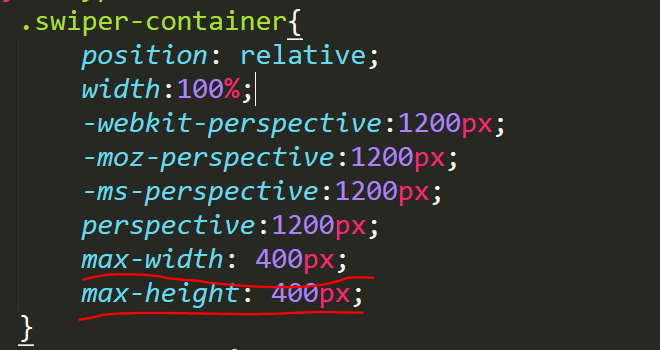 .swiper-container{
position: relative;
width:100%;
-webkit-perspective:1200px;
-moz-perspective:1200px;
-ms-perspective:1200px;
perspective:1200px;
max-width: 400px;
max-height: 400px;
}